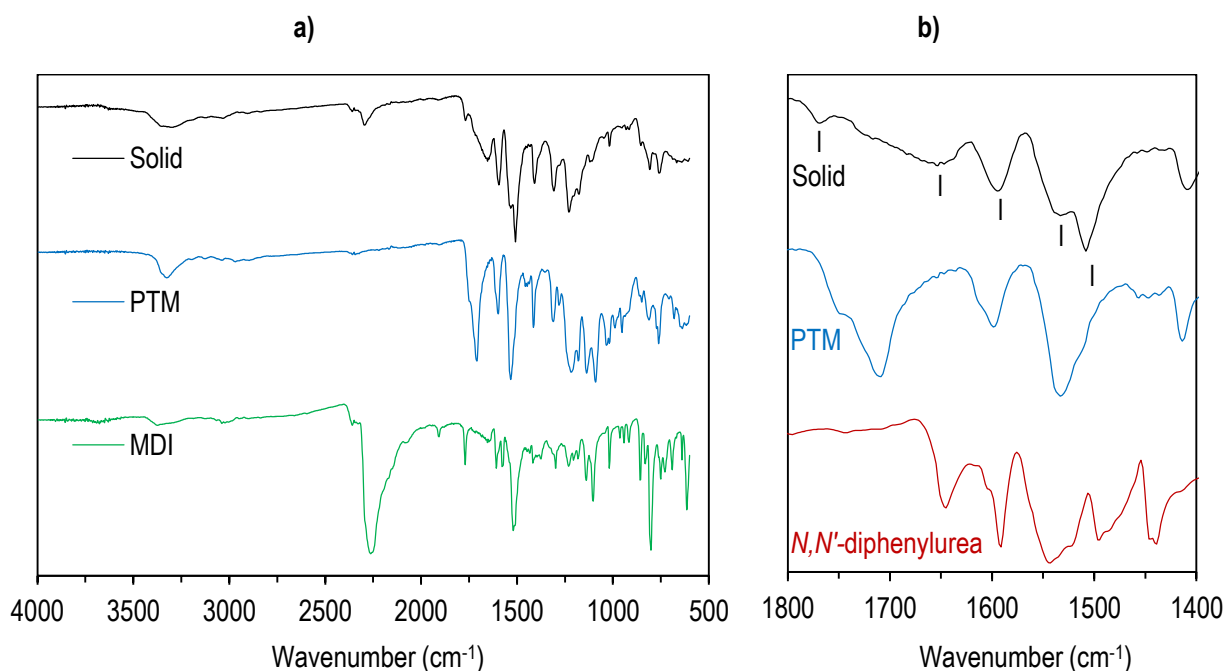 a)
b)
Solid
PTM
MDI
4000 3500 3000 2500 2000 1500 1000 500
Wavenumber (cm⁻¹)
Solid
PTM
N,N'-diphenylurea
1800 1700 1600 1500 1400
Wavenumber (cm⁻¹)